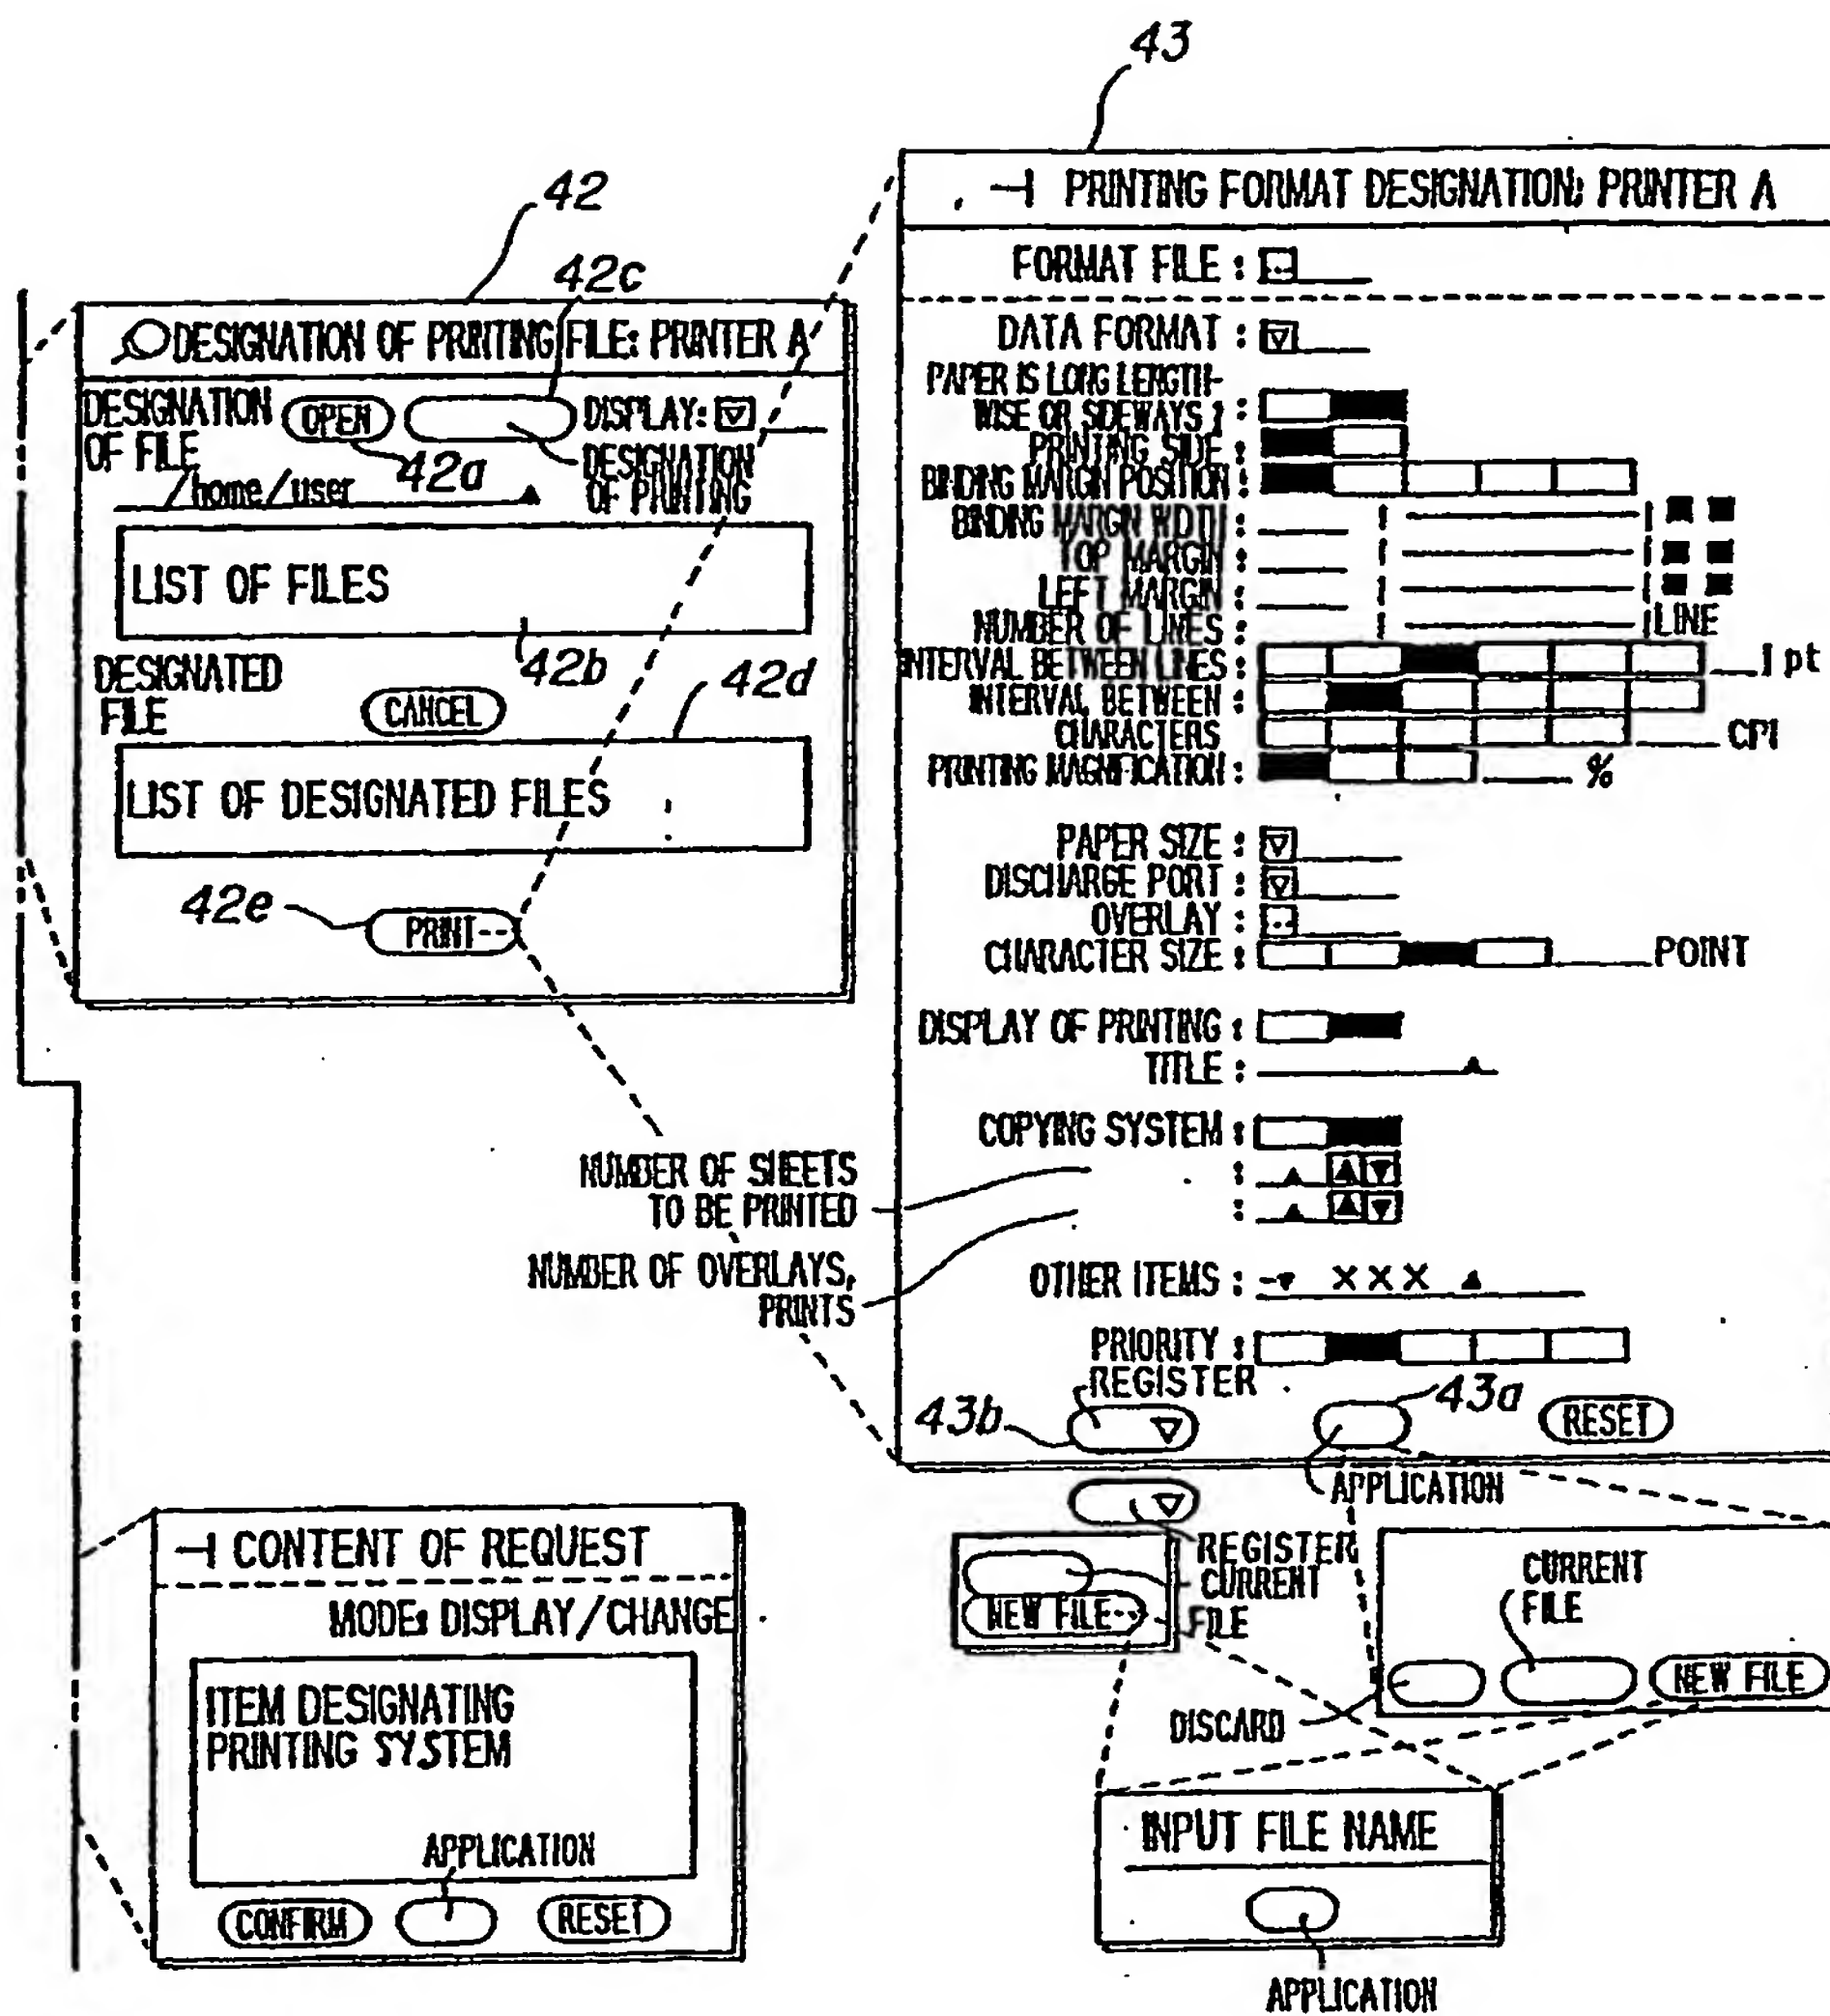 42
DESIGNATION OF PRINTING FILE: PRINTER A
42c
DESIGNATION
OF FILE
OPEN
DISPLAY:
42a
DESIGNATION
OF PRINTING
/home/user
LIST OF FILES
42b
DESIGNATED
FILE
CANCEL
42d
LIST OF DESIGNATED FILES
42e
PRINT--
43
PRINTING FORMAT DESIGNATION: PRINTER A
FORMAT FILE :
DATA FORMAT :
PAPER IS LONG LENGTH-
WISE OR SIDEWAYS :
PRINTING SIDE :
BINDING MARGIN POSITION :
BINDING MARGIN WIDTH :
TOP MARGIN :
LEFT MARGIN :
NUMBER OF LINES :
LINE
INTERVAL BETWEEN LINES :
1 pt
INTERVAL BETWEEN :
CHARACTERS
CPI
PRINTING MAGNIFICATION :
%
PAPER SIZE :
DISCHARGE PORT :
OVERLAY :
CHARACTER SIZE :
POINT
DISPLAY OF PRINTING :
TITLE :
COPYING SYSTEM :
NUMBER OF SHEETS
TO BE PRINTED
NUMBER OF OVERLAYS,
PRINTS
OTHER ITEMS : XXX
PRIORITY :
REGISTER
43b
43a
RESET
APPLICATION
REGISTER
CURRENT
FILE
NEW FILE--
CURRENT
FILE
NEW FILE
DISCARD
INPUT FILE NAME
APPLICATION
CONTENT OF REQUEST
MODE: DISPLAY/CHANGE
ITEM DESIGNATING
PRINTING SYSTEM
APPLICATION
CONFIRM
RESET